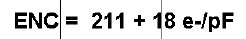 ENC = 211 + 18 e-/pF